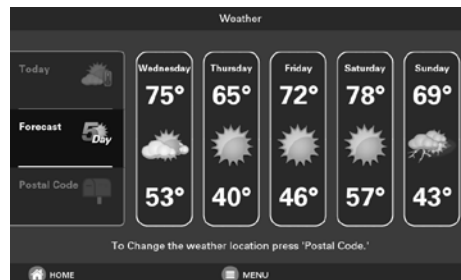 Weather
Today
Forecast
5 Day
Postal Code
Wednesday
75°
53°
Thursday
65°
40°
Friday
72°
46°
Saturday
78°
57°
Sunday
69°
43°
To Change the weather location press 'Postal Code.'
HOME
MENU